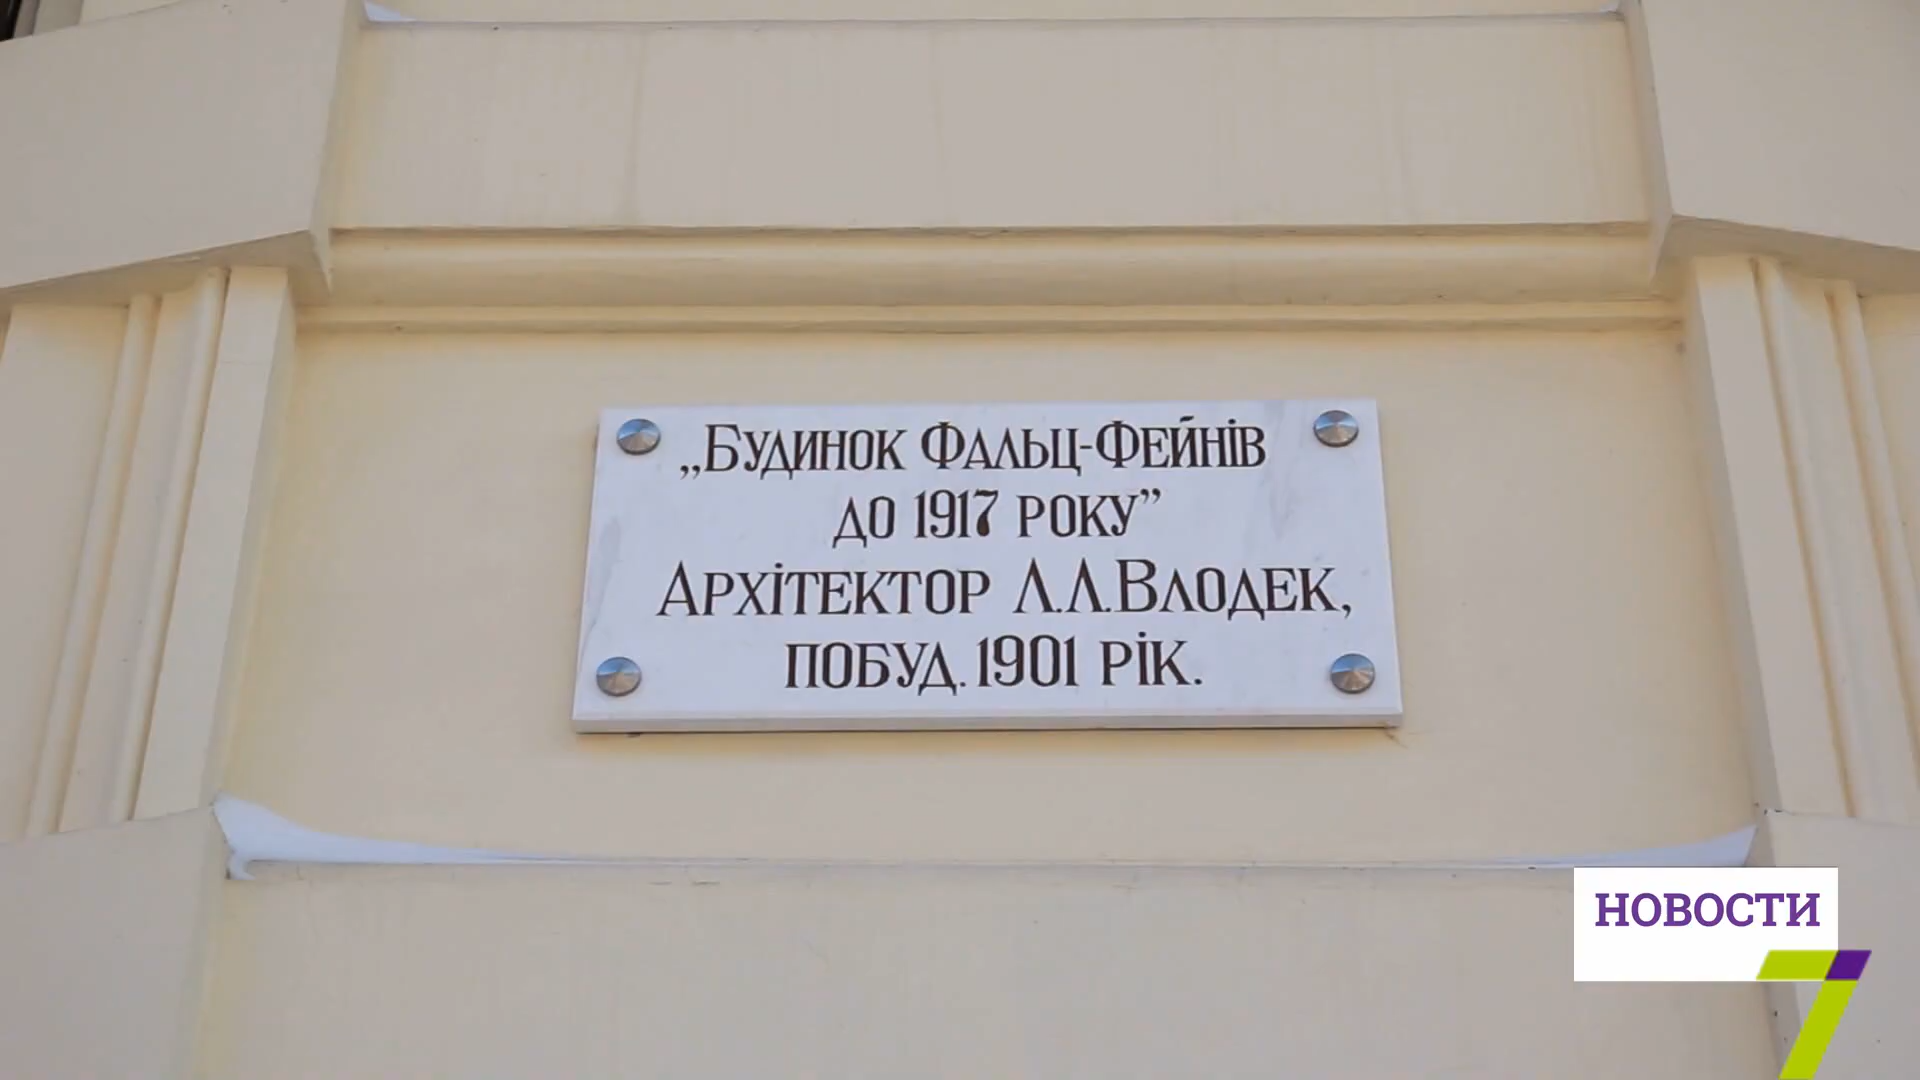 „Будинок Фальц-Фейнів
до 1917 року”
Архітектор Л.Л.Влодек,
побуд. 1901 рік.
НОВОСТИ
7